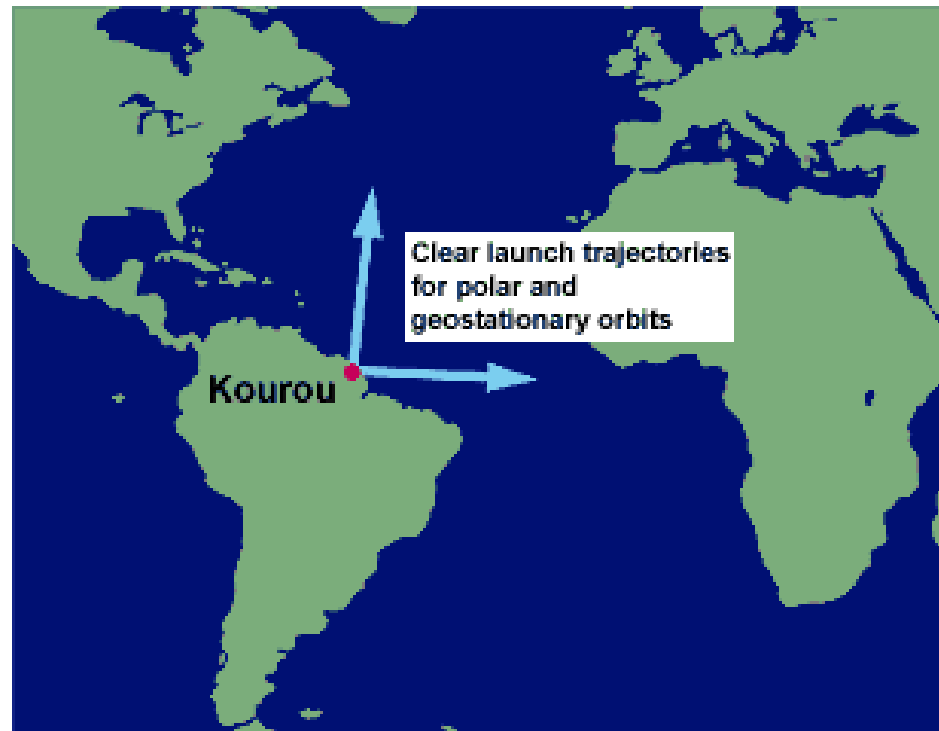 Clear launch trajectories
for polar and
geostationary orbits
Kourou